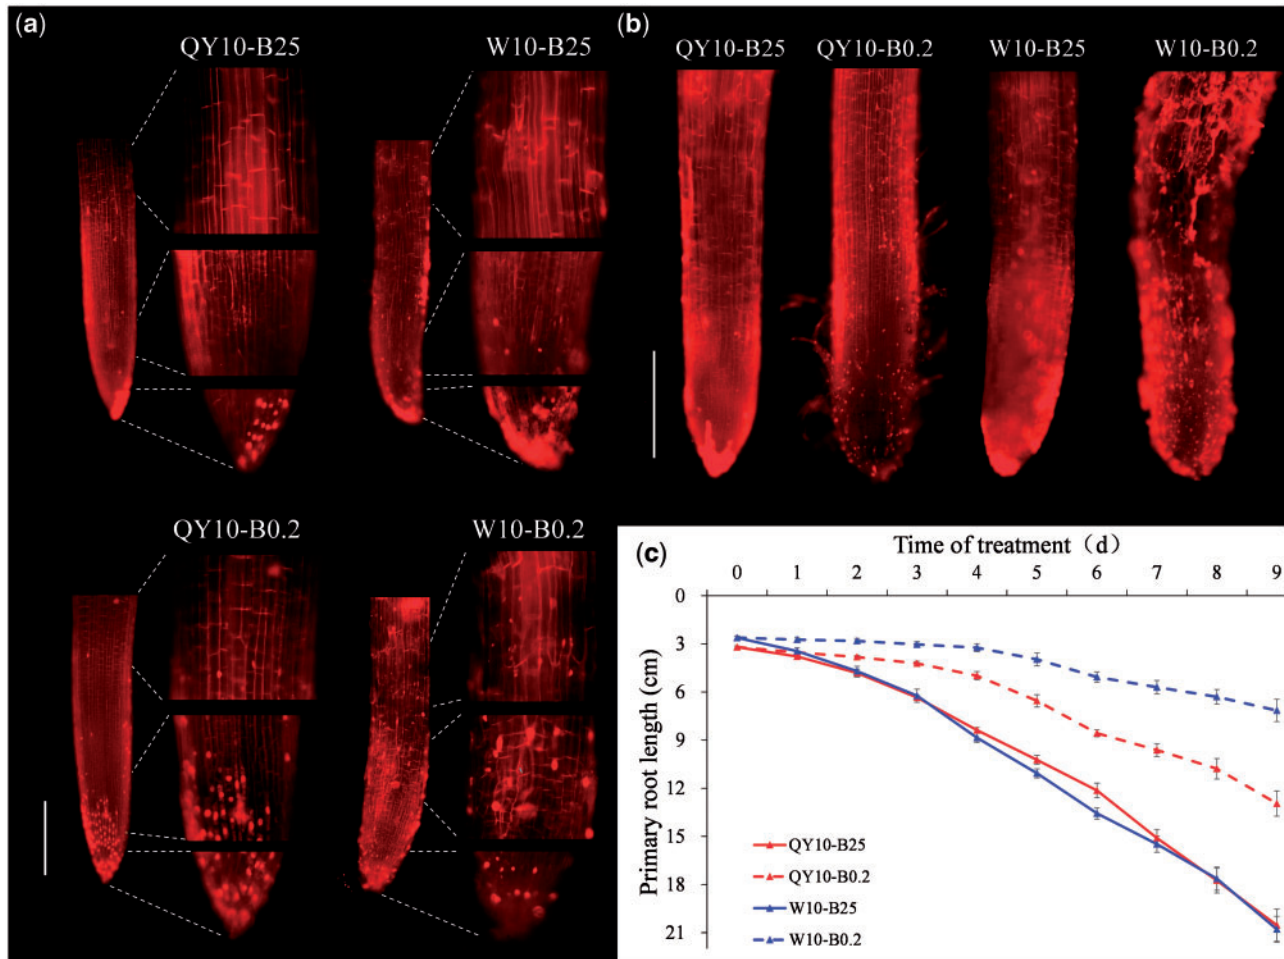 (a)
QY10-B25
W10-B25
QY10-B0.2
W10-B0.2
(b)
QY10-B25
QY10-B0.2
W10-B25
W10-B0.2
(c)
Time of treatment（d）
0 1 2 3 4 5 6 7 8 9
Primary root length (cm)
0
3
6
9
12
15
18
21
QY10-B25
QY10-B0.2
W10-B25
W10-B0.2